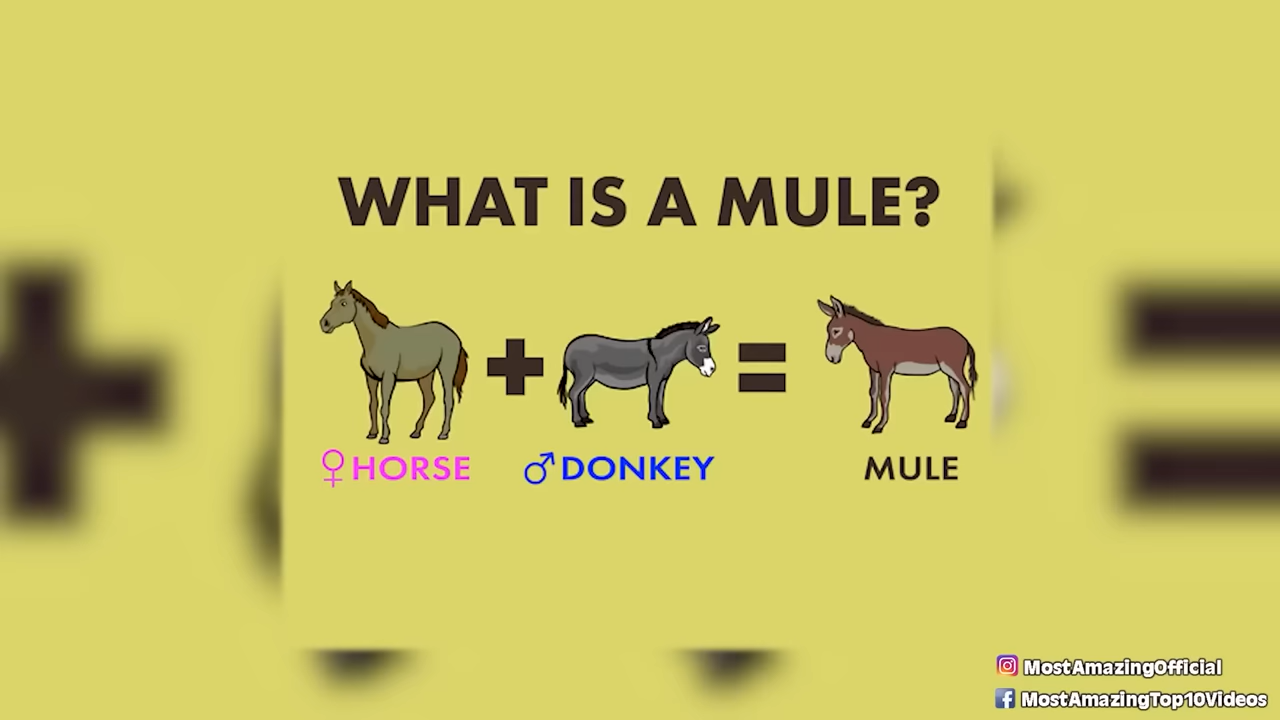 WHAT IS A MULE?
+ =
♀HORSE ♂DONKEY MULE
MostAmazingOfficial
MostAmazingTop10Videos